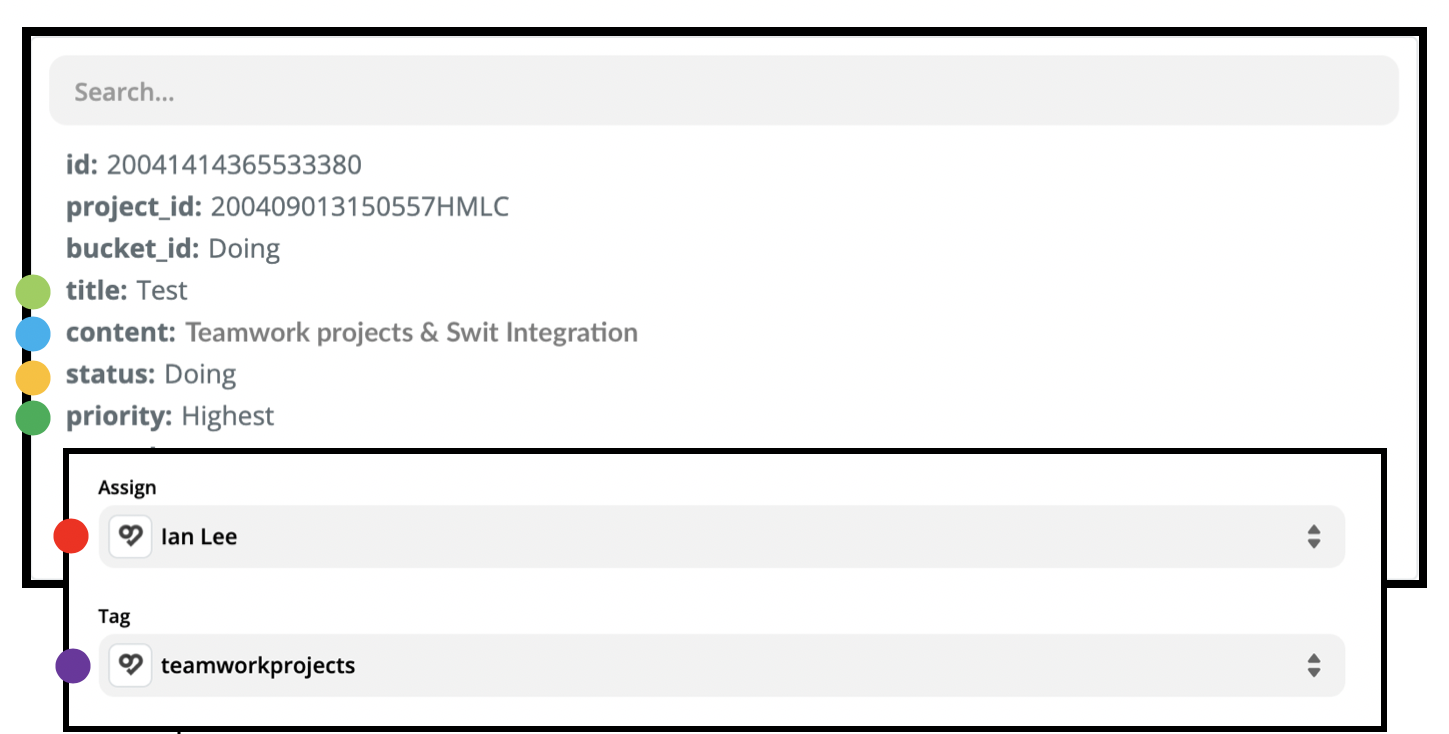 Search...
id: 20041414365533380
project_id: 200409013150557HMLC
bucket_id: Doing
title: Test
content: Teamwork projects & Swit Integration
status: Doing
priority: Highest
Assign
Ian Lee
Tag
teamworkprojects